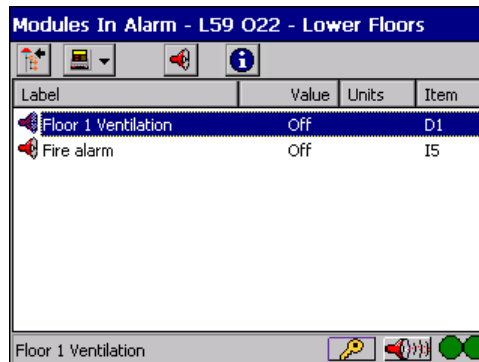 Modules In Alarm - L59 O22 - Lower Floors
Label Value Units Item
Floor 1 Ventilation Off D1
Fire alarm Off I5
Floor 1 Ventilation